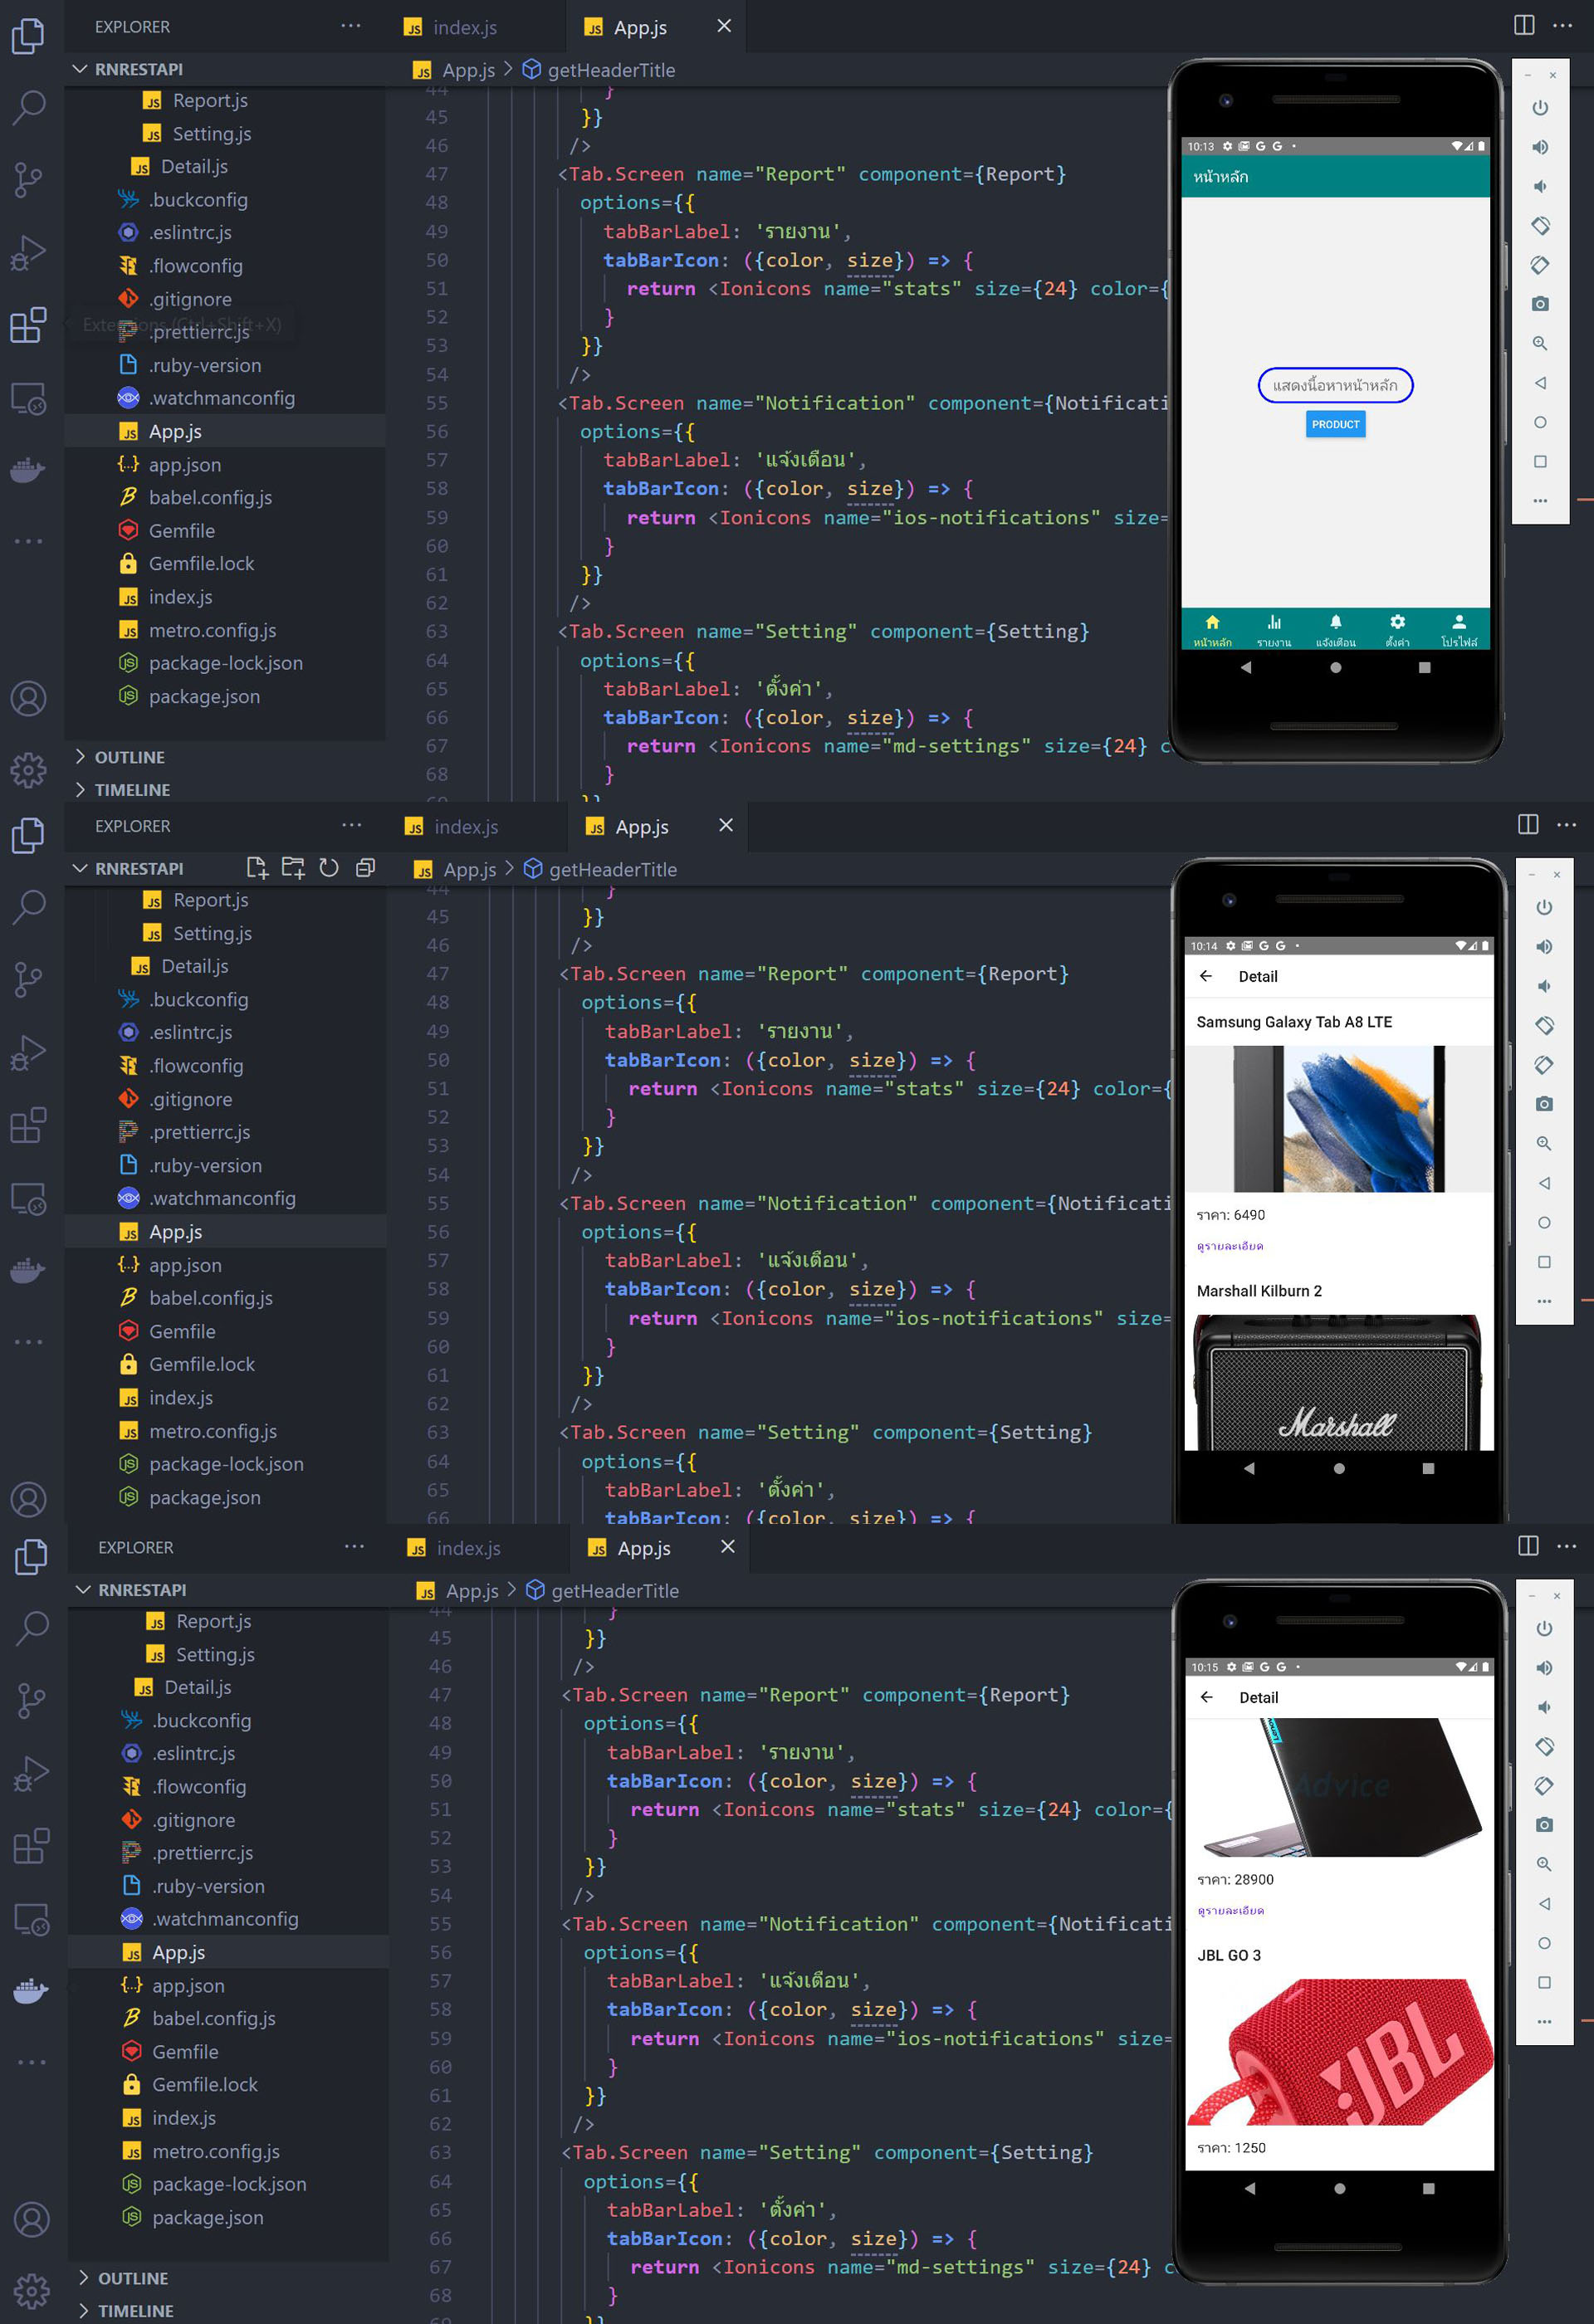 EXPLORER
index.js
App.js
RNRESTAPI
App.js > getHeaderTitle
Report.js
Setting.js
Detail.js
.buckconfig
.eslintrc.js
.flowconfig
.gitignore
Extensions (Ctrl+Shift+X)
.prettierrc.js
.ruby-version
.watchmanconfig
App.js
app.json
babel.config.js
Gemfile
Gemfile.lock
index.js
metro.config.js
package-lock.json
package.json
OUTLINE
TIMELINE
44 }
45 }}
46 />
47 <Tab.Screen name="Report" component={Report}
48 options={{
49 tabBarLabel: 'รายงาน',
50 tabBarIcon: ({color, size}) => {
51 return <Ionicons name="stats" size={24} color={
52 }
53 }}
54 />
55 <Tab.Screen name="Notification" component={Notificati
56 options={{
57 tabBarLabel: 'แจ้งเตือน',
58 tabBarIcon: ({color, size}) => {
59 return <Ionicons name="ios-notifications" size=
60 }
61 }}
62 />
63 <Tab.Screen name="Setting" component={Setting}
64 options={{
65 tabBarLabel: 'ตั้งค่า',
66 tabBarIcon: ({color, size}) => {
67 return <Ionicons name="md-settings" size={24} c
68 }
10:13 G G
หน้าหลัก
แสดงนื้อหาหน้าหลัก
PRODUCT
หน้าหลัก รายงาน แจ้งเตือน ตั้งค่า โปรไฟล์
EXPLORER
index.js
App.js
RNRESTAPI
App.js > getHeaderTitle
Report.js
Setting.js
Detail.js
.buckconfig
.eslintrc.js
.flowconfig
.gitignore
.prettierrc.js
.ruby-version
.watchmanconfig
App.js
app.json
babel.config.js
Gemfile
Gemfile.lock
index.js
metro.config.js
package-lock.json
package.json
44 }
45 }}
46 />
47 <Tab.Screen name="Report" component={Report}
48 options={{
49 tabBarLabel: 'รายงาน',
50 tabBarIcon: ({color, size}) => {
51 return <Ionicons name="stats" size={24} color={
52 }
53 }}
54 />
55 <Tab.Screen name="Notification" component={Notificati
56 options={{
57 tabBarLabel: 'แจ้งเตือน',
58 tabBarIcon: ({color, size}) => {
59 return <Ionicons name="ios-notifications" size=
60 }
61 }}
62 />
63 <Tab.Screen name="Setting" component={Setting}
64 options={{
65 tabBarLabel: 'ตั้งค่า',
66 tabBarIcon: ({color, size}) => {
10:14 G G
Detail
Samsung Galaxy Tab A8 LTE
ราคา: 6490
ดูรายละเอียด
Marshall Kilburn 2
Marshall
EXPLORER
index.js
App.js
RNRESTAPI
App.js > getHeaderTitle
Report.js
Setting.js
Detail.js
.buckconfig
.eslintrc.js
.flowconfig
.gitignore
.prettierrc.js
.ruby-version
.watchmanconfig
App.js
app.json
babel.config.js
Gemfile
Gemfile.lock
index.js
metro.config.js
package-lock.json
package.json
OUTLINE
TIMELINE
44 }
45 }}
46 />
47 <Tab.Screen name="Report" component={Report}
48 options={{
49 tabBarLabel: 'รายงาน',
50 tabBarIcon: ({color, size}) => {
51 return <Ionicons name="stats" size={24} color={
52 }
53 }}
54 />
55 <Tab.Screen name="Notification" component={Notificati
56 options={{
57 tabBarLabel: 'แจ้งเตือน',
58 tabBarIcon: ({color, size}) => {
59 return <Ionicons name="ios-notifications" size=
60 }
61 }}
62 />
63 <Tab.Screen name="Setting" component={Setting}
64 options={{
65 tabBarLabel: 'ตั้งค่า',
66 tabBarIcon: ({color, size}) => {
67 return <Ionicons name="md-settings" size={24} c
68 }
10:15 G G
Detail
Advice
ราคา: 28900
ดูรายละเอียด
JBL GO 3
JBL
ราคา: 1250